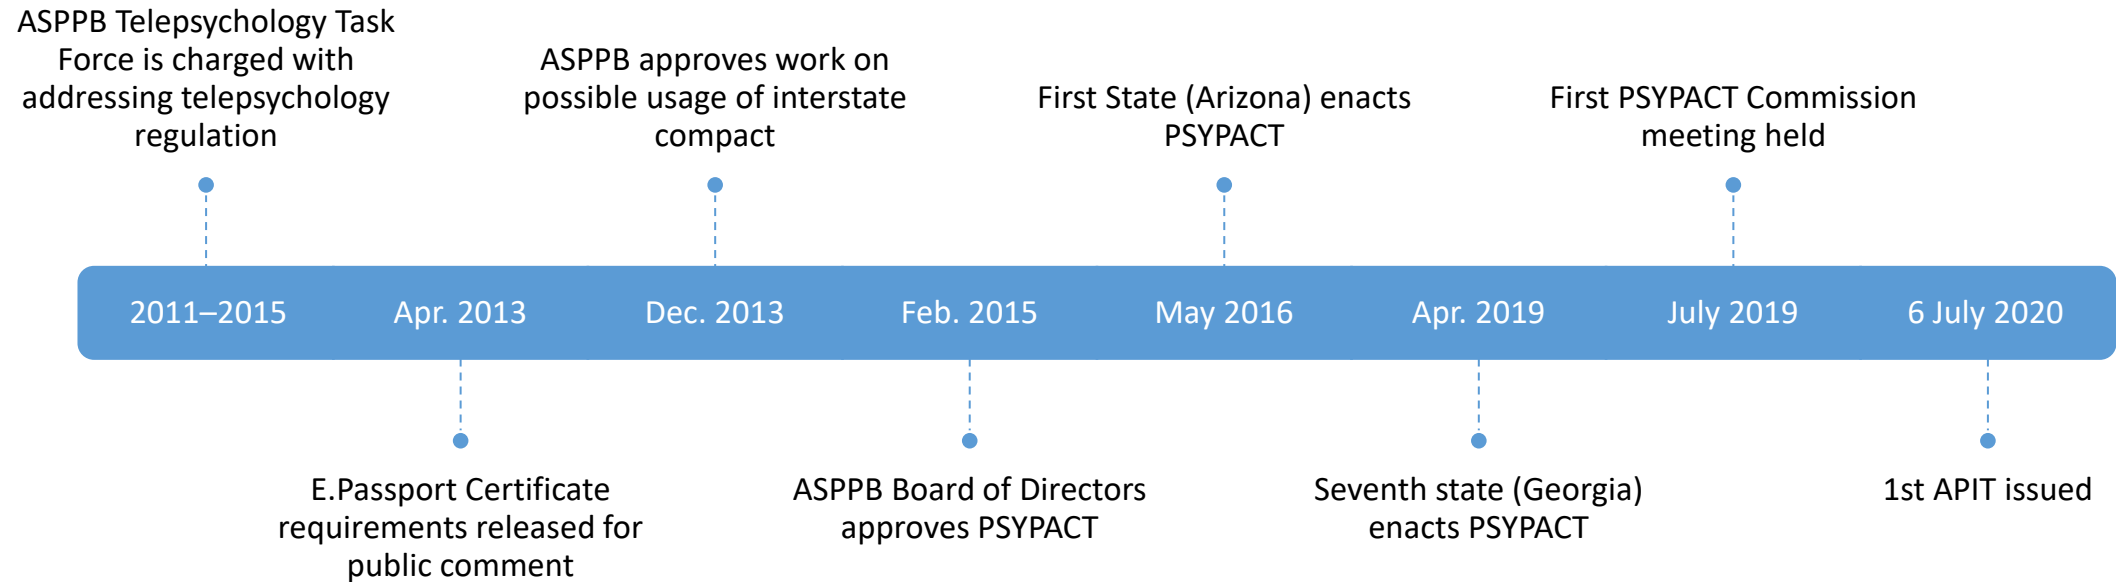 ASPPB Telepsychology Task
Force is charged with
addressing telepsychology
regulation
ASPPB approves work on
possible usage of interstate
compact
First State (Arizona) enacts
PSYPACT
First PSYPACT Commission
meeting held
2011–2015
Apr. 2013
Dec. 2013
Feb. 2015
May 2016
Apr. 2019
July 2019
6 July 2020
E.Passport Certificate
requirements released for
public comment
ASPPB Board of Directors
approves PSYPACT
Seventh state (Georgia)
enacts PSYPACT
1st APIT issued